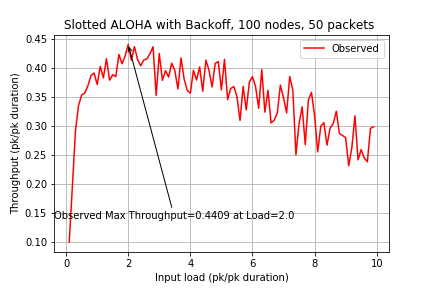 Slotted ALOHA with Backoff, 100 nodes, 50 packets
Observed
Throughput (pk/pk duration)
0.45
0.40
0.35
0.30
0.25
0.20
0.15
0.10
Observed Max Throughput=0.4409 at Load=2.0
0 2 4 6 8 10
Input load (pk/pk duration)